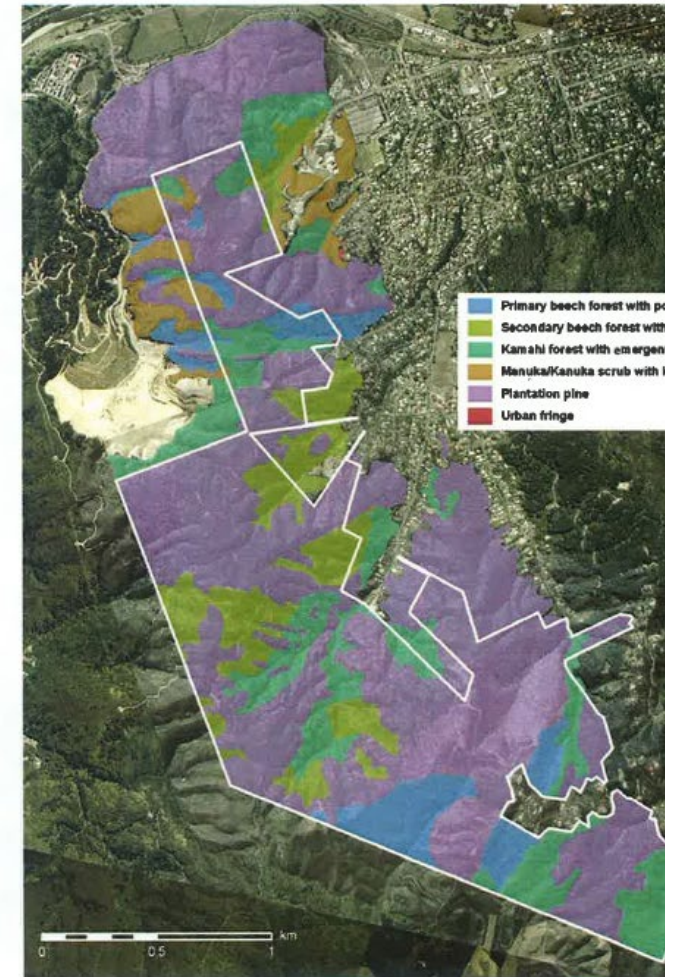 Primary beech forest with po
Secondary beech forest with
Kamahi forest with emergen
Manuka/Kanuka scrub with
Plantation pine
Urban fringe
km
0 0.5 1